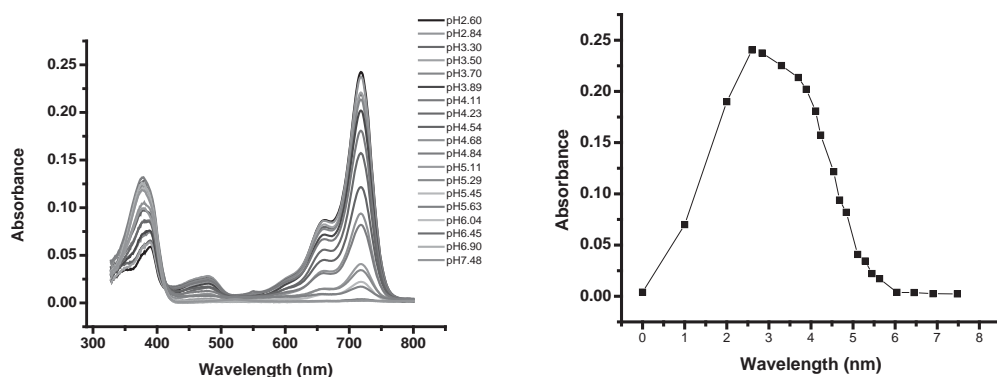 pH2.60
pH2.84
pH3.30
pH3.50
pH3.70
pH3.89
pH4.11
pH4.23
pH4.54
pH4.68
pH4.84
pH5.11
pH5.29
pH5.45
pH5.63
pH6.04
pH6.45
pH6.90
pH7.48
0.25
0.20
0.15
0.10
0.05
0.00
Absorbance
300 400 500 600 700 800
Wavelength (nm)
0.25
0.20
0.15
0.10
0.05
0.00
Absorbance
0 1 2 3 4 5 6 7 8
Wavelength (nm)